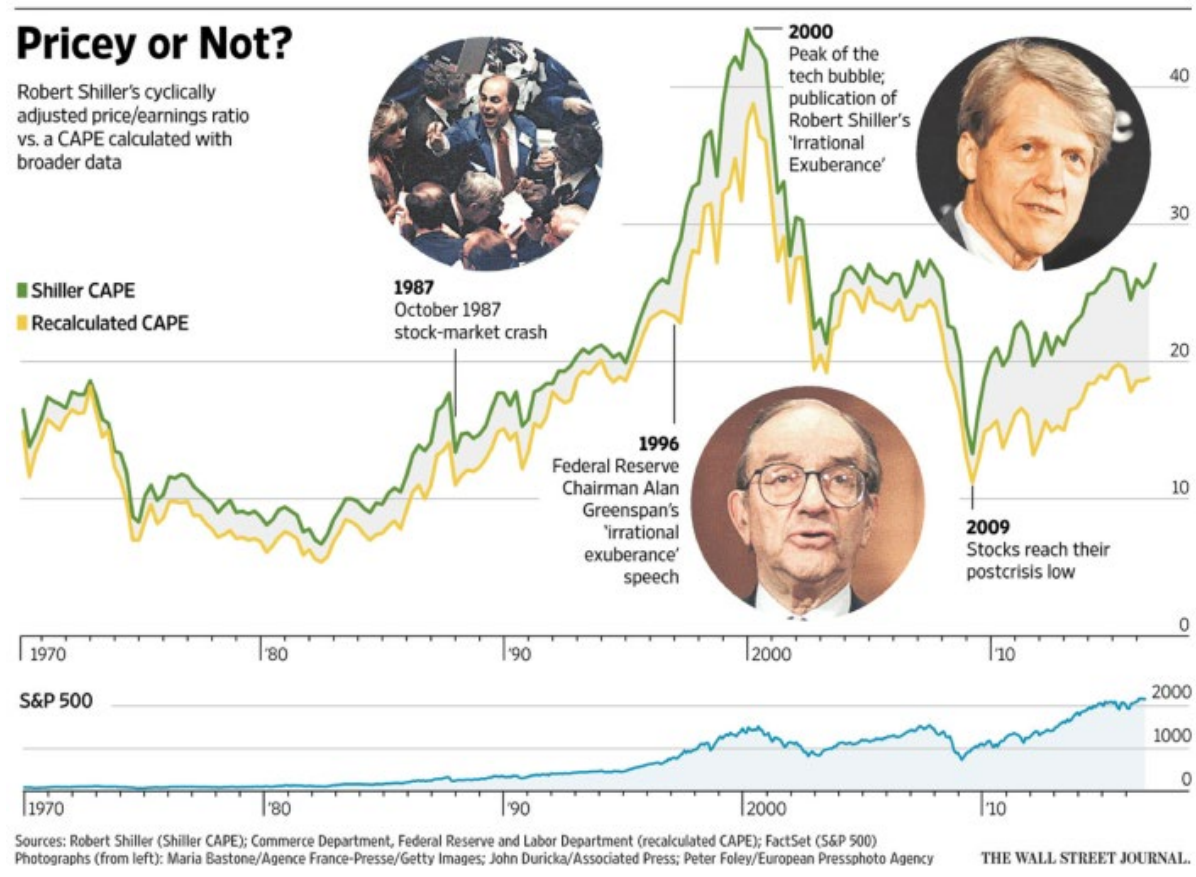 Pricey or Not?
Robert Shiller's cyclically
adjusted price/earnings ratio
vs. a CAPE calculated with
broader data
Shiller CAPE
Recalculated CAPE
1987
October 1987
stock-market crash
2000
Peak of the
tech bubble;
publication of
Robert Shiller's
'Irrational
Exuberance'
1996
Federal Reserve
Chairman Alan
Greenspan's
'irrational
exuberance'
speech
2009
Stocks reach their
postcrisis low
40
30
20
10
0
1970
'80
'90
2000
'10
S&P 500
2000
1000
0
1970
'80
'90
2000
'10
Sources: Robert Shiller (Shiller CAPE); Commerce Department, Federal Reserve and Labor Department (recalculated CAPE); FactSet (S&P 500)
Photographs (from left): Maria Bastone/Agence France-Presse/Getty Images; John Duricka/Associated Press; Peter Foley/European Pressphoto Agency
THE WALL STREET JOURNAL.